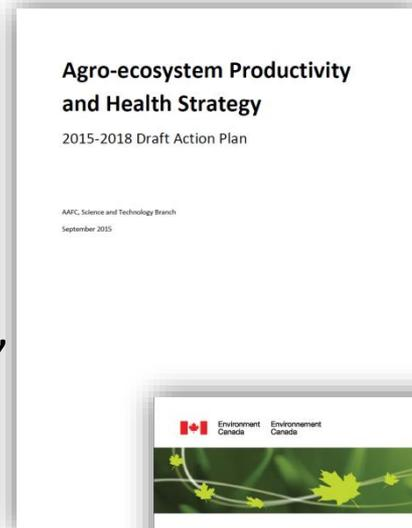 Agro-ecosystem Productivity
and Health Strategy
2015-2018 Draft Action Plan
AAFC, Science and Technology Branch
September 2015
Environment Environnement
Canada Canada